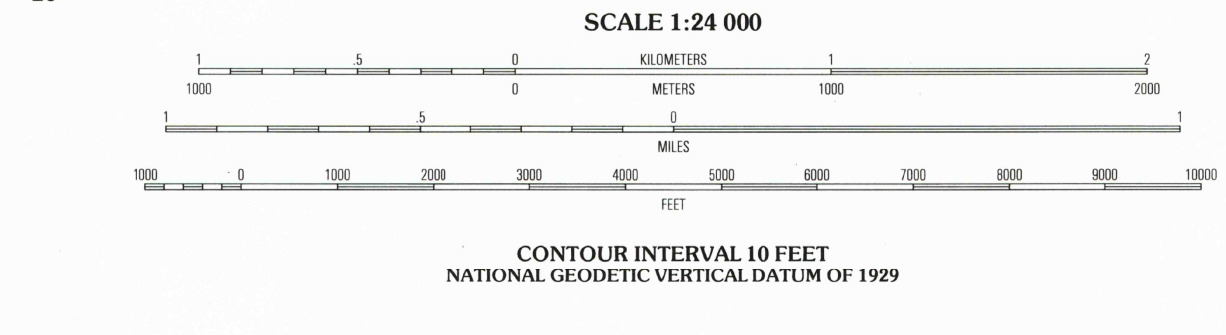 SCALE 1:24 000
1 .5 0 KILOMETERS 1 2
1000 0 METERS 1000 2000
1 .5 0 1
MILES
1000 0 1000 2000 3000 4000 5000 6000 7000 8000 9000 10000
FEET
CONTOUR INTERVAL 10 FEET
NATIONAL GEODETIC VERTICAL DATUM OF 1929